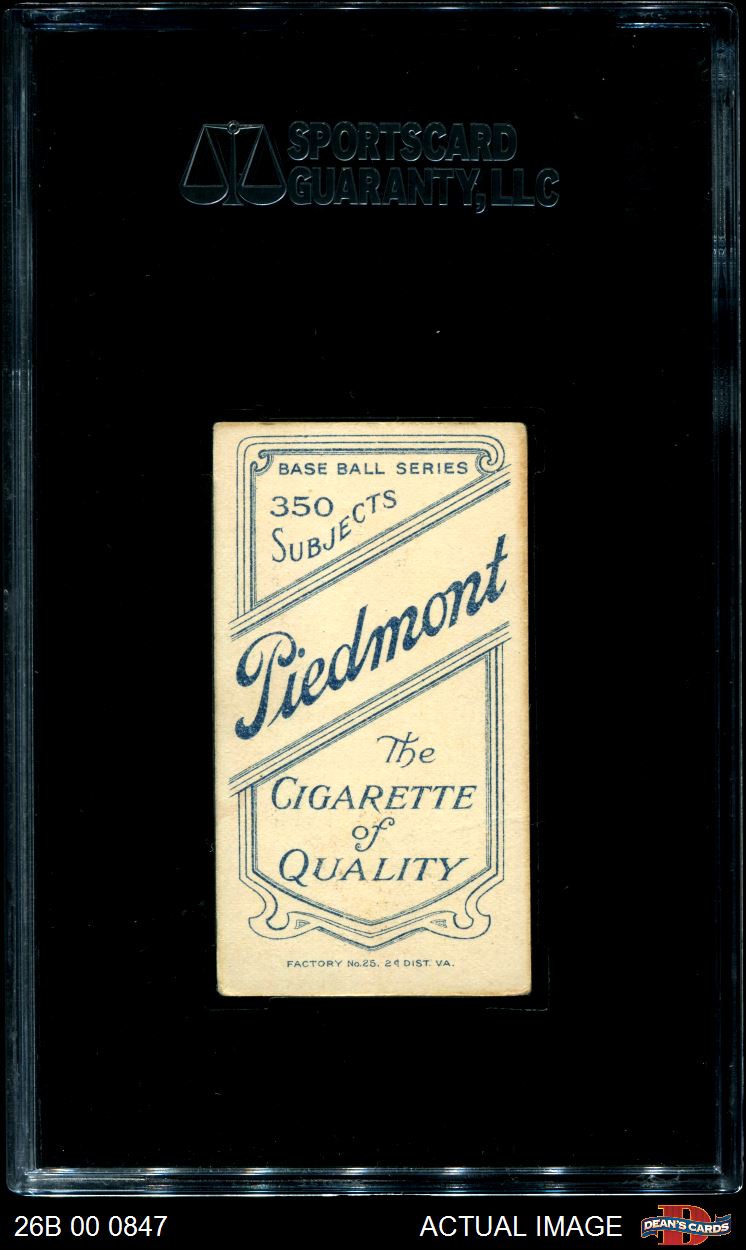 SPORTSCARD
GUARANTY, LLC
BASE BALL SERIES
350
SUBJECTS
Piedmont
The
CIGARETTE
of
QUALITY
FACTORY No.25, 2d DIST. VA.
26B 00 0847
ACTUAL IMAGE
DEAN'S CARDS